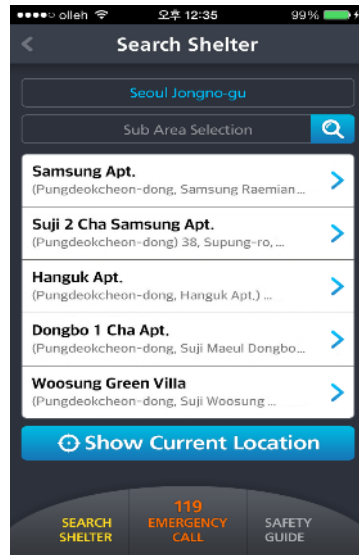 olleh 오후 12:35 99%
Search Shelter
Seoul Jongno-gu
Sub Area Selection
Samsung Apt.
(Pungdeokcheon-dong, Samsung Raemian...
Suji 2 Cha Samsung Apt.
(Pungdeokcheon-dong) 38, Supung-ro, ...
Hanguk Apt.
(Pungdeokcheon-dong, Hanguk Apt,) ...
Dongbo 1 Cha Apt.
(Pungdeokcheon-dong, Suji Maeul Dongbo...
Woosung Green Villa
(Pungdeokcheon-dong, Suji Woosung ...
Show Current Location
SEARCH SHELTER
119 EMERGENCY CALL
SAFETY GUIDE